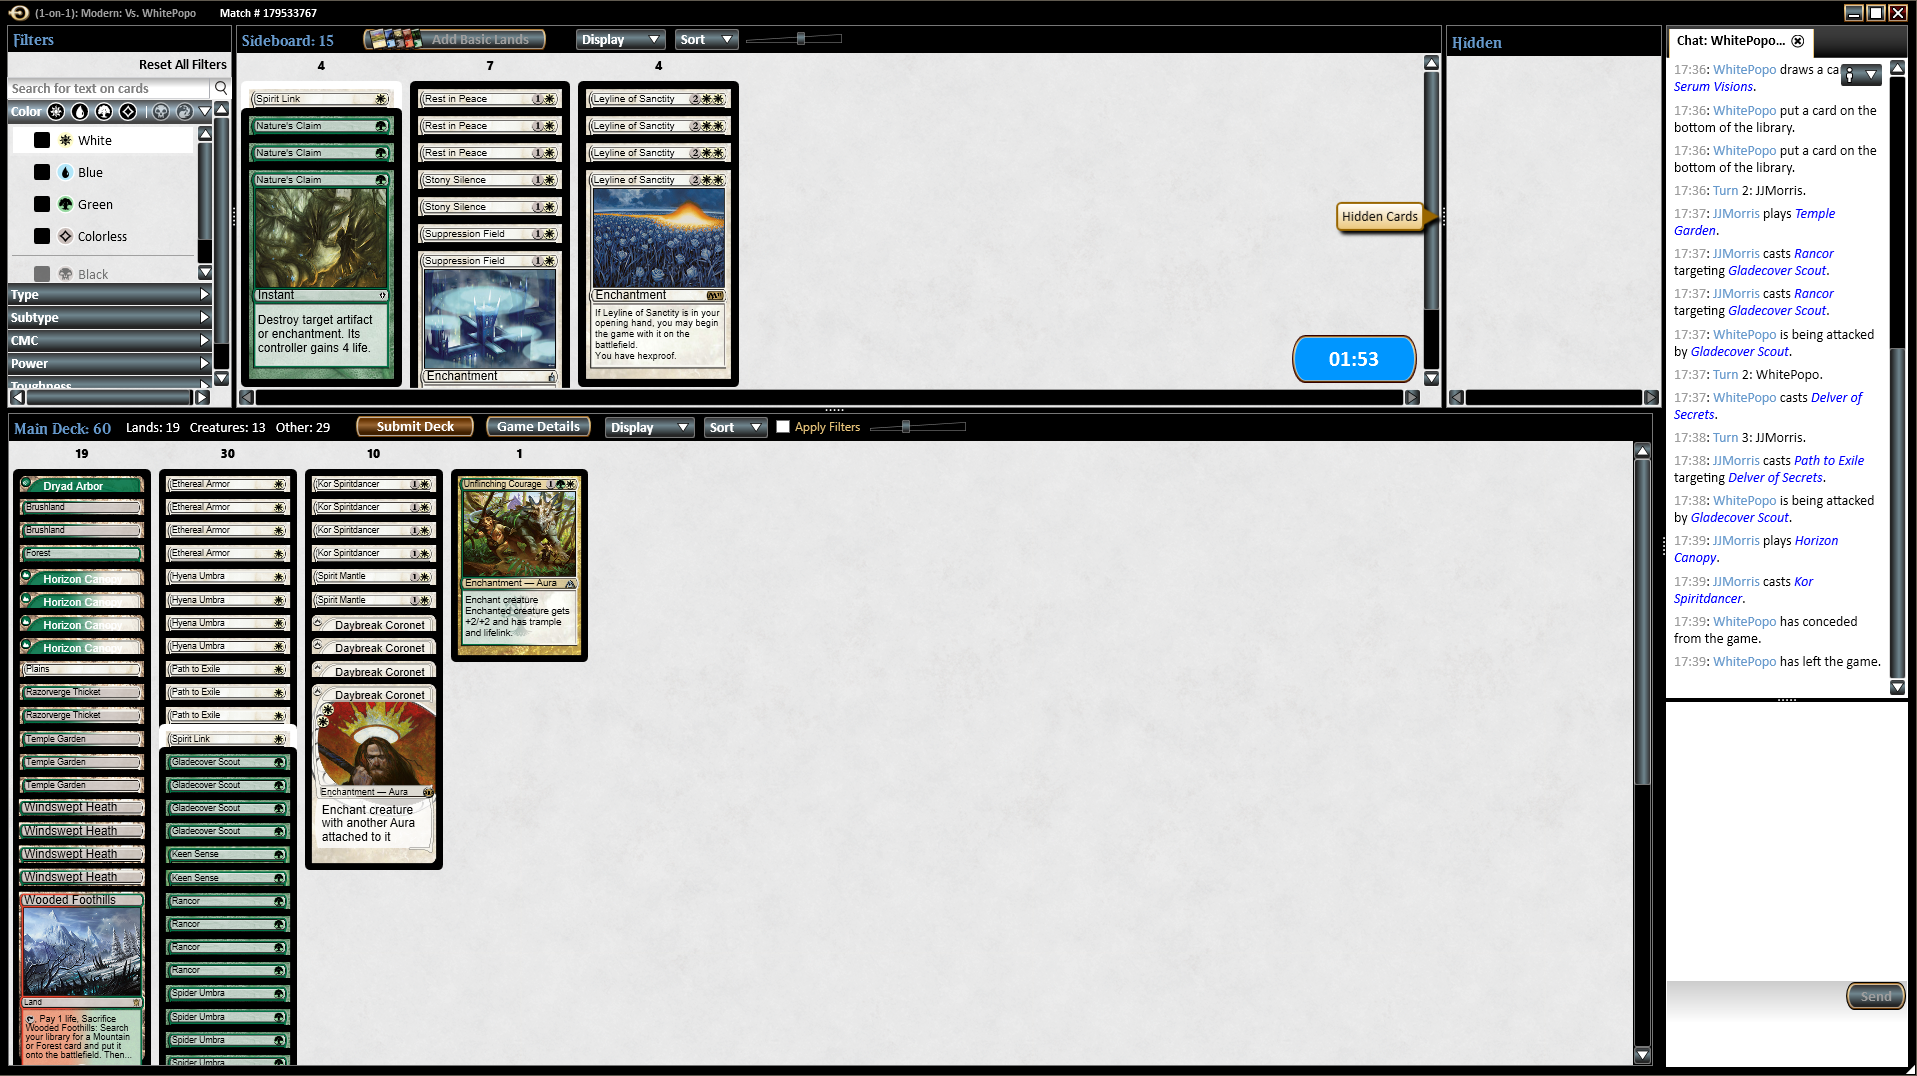 (1-on-1): Modern: Vs. WhitePopo
Match # 179533767
Filters
Reset All Filters
Search for text on cards
Color
White
Blue
Green
Colorless
Black
Type
Subtype
CMC
Power
Toughness
Sideboard: 15
Add Basic Lands
Display
Sort
4
7
4
Spirit Link
Nature's Claim
Nature's Claim
Nature's Claim
Instant
Destroy target artifact
or enchantment. Its
controller gains 4 life.
Rest in Peace
Rest in Peace
Rest in Peace
Stony Silence
Stony Silence
Suppression Field
Suppression Field
Enchantment
Leyline of Sanctity
Leyline of Sanctity
Leyline of Sanctity
Leyline of Sanctity
Enchantment
If Leyline of Sanctity is in your
opening hand, you may begin
the game with it on the
battlefield.
You have hexproof.
Hidden Cards
01:53
Hidden
Main Deck: 60
Lands: 19
Creatures: 13
Other: 29
Submit Deck
Game Details
Display
Sort
Apply Filters
19
30
10
1
Dryad Arbor
Brushland
Brushland
Forest
Horizon Canopy
Horizon Canopy
Horizon Canopy
Horizon Canopy
Plains
Razorverge Thicket
Razorverge Thicket
Temple Garden
Temple Garden
Temple Garden
Windswept Heath
Windswept Heath
Windswept Heath
Windswept Heath
Wooded Foothills
Land
, Pay 1 life, Sacrifice
Wooded Foothills: Search
your library for a Mountain
or Forest card and put it
onto the battlefield. Then...
Ethereal Armor
Ethereal Armor
Ethereal Armor
Ethereal Armor
Hyena Umbra
Hyena Umbra
Hyena Umbra
Hyena Umbra
Path to Exile
Path to Exile
Path to Exile
Spirit Link
Gladecover Scout
Gladecover Scout
Gladecover Scout
Gladecover Scout
Keen Sense
Keen Sense
Rancor
Rancor
Rancor
Rancor
Spider Umbra
Spider Umbra
Spider Umbra
Spider Umbra
Kor Spiritdancer
Kor Spiritdancer
Kor Spiritdancer
Kor Spiritdancer
Spirit Mantle
Spirit Mantle
Daybreak Coronet
Daybreak Coronet
Daybreak Coronet
Daybreak Coronet
Enchantment — Aura
Enchant creature
with another Aura
attached to it
Unflinching Courage
Enchantment — Aura
Enchant creature
Enchanted creature gets
+2/+2 and has trample
and lifelink.
Chat: WhitePopo...
17:36: WhitePopo draws a ca
Serum Visions.
17:36: WhitePopo put a card on the
bottom of the library.
17:36: WhitePopo put a card on the
bottom of the library.
17:36: Turn 2: JJMorris.
17:37: JJMorris plays Temple
Garden.
17:37: JJMorris casts Rancor
targeting Gladecover Scout.
17:37: JJMorris casts Rancor
targeting Gladecover Scout.
17:37: WhitePopo is being attacked
by Gladecover Scout.
17:37: Turn 2: WhitePopo.
17:37: WhitePopo casts Delver of
Secrets.
17:38: Turn 3: JJMorris.
17:38: JJMorris casts Path to Exile
targeting Delver of Secrets.
17:38: WhitePopo is being attacked
by Gladecover Scout.
17:39: JJMorris plays Horizon
Canopy.
17:39: JJMorris casts Kor
Spiritdancer.
17:39: WhitePopo has conceded
from the game.
17:39: WhitePopo has left the game.
Send